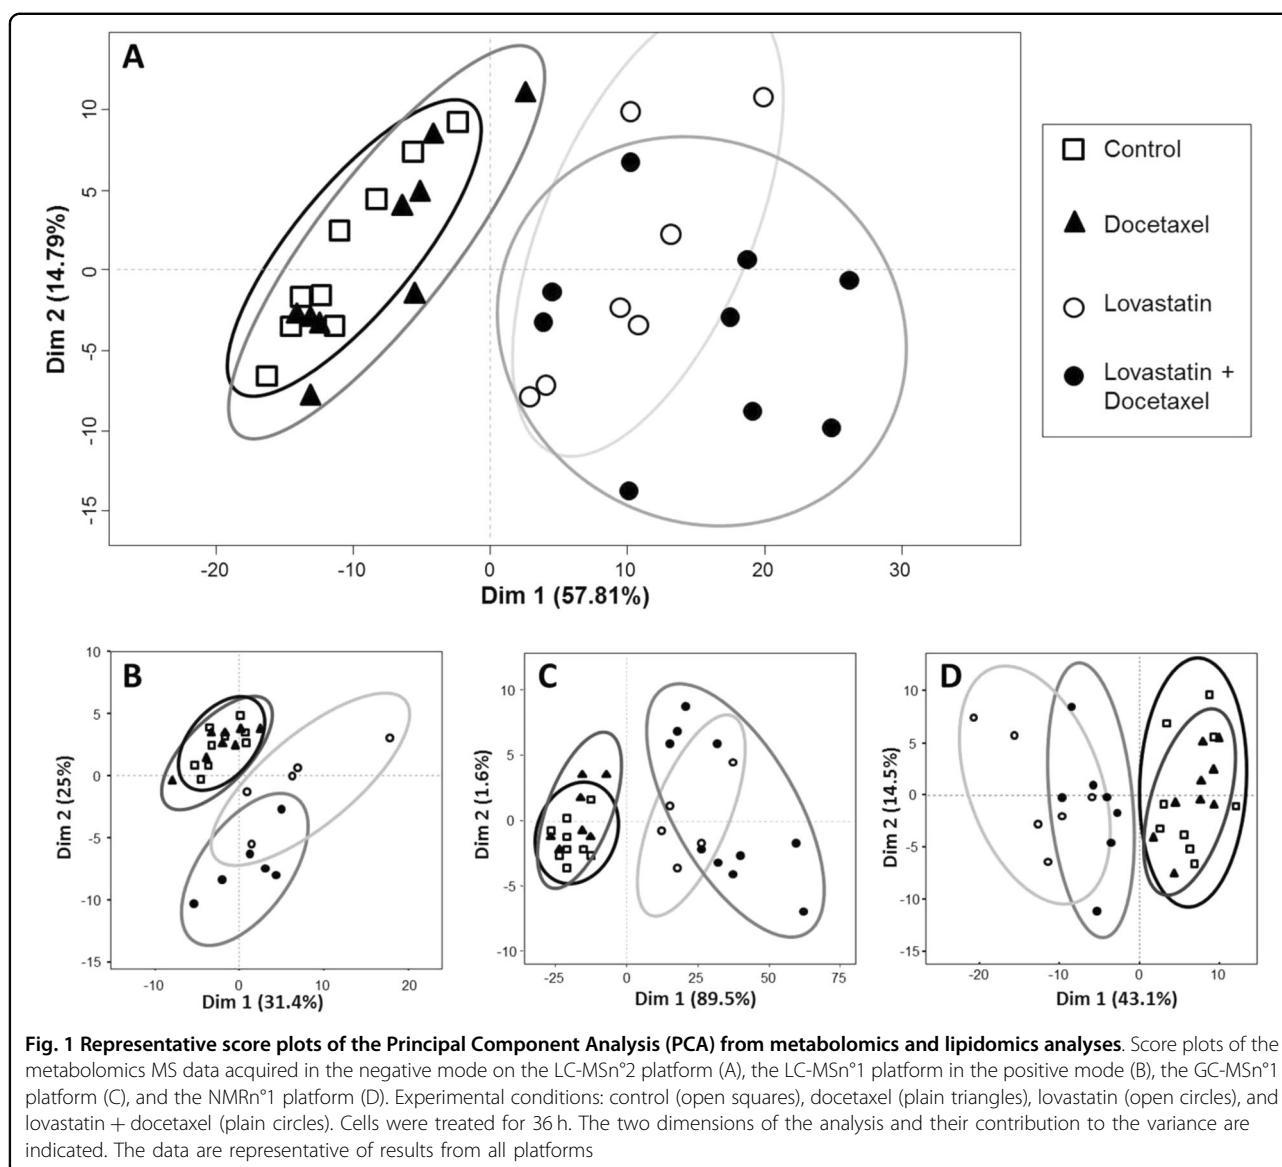 A
10
5
0
-5
-10
-15
Dim 2 (14.79%)
-20 -10 0 10 20 30
Dim 1 (57.81%)
Control
Docetaxel
Lovastatin
Lovastatin +
Docetaxel
B
10
5
0
-5
-10
-15
Dim 2 (25%)
-10 0 10 20
Dim 1 (31.4%)
C
10
5
0
-5
-10
Dim 2 (1.6%)
-25 0 25 50 75
Dim 1 (89.5%)
D
10
5
0
-5
-10
-15
Dim 2 (14.5%)
-20 -10 0 10
Dim 1 (43.1%)
Fig. 1 Representative score plots of the Principal Component Analysis (PCA) from metabolomics and lipidomics analyses. Score plots of the
metabolomics MS data acquired in the negative mode on the LC-MSn°2 platform (A), the LC-MSn°1 platform in the positive mode (B), the GC-MSn°1
platform (C), and the NMRn°1 platform (D). Experimental conditions: control (open squares), docetaxel (plain triangles), lovastatin (open circles), and
lovastatin + docetaxel (plain circles). Cells were treated for 36 h. The two dimensions of the analysis and their contribution to the variance are
indicated. The data are representative of results from all platforms